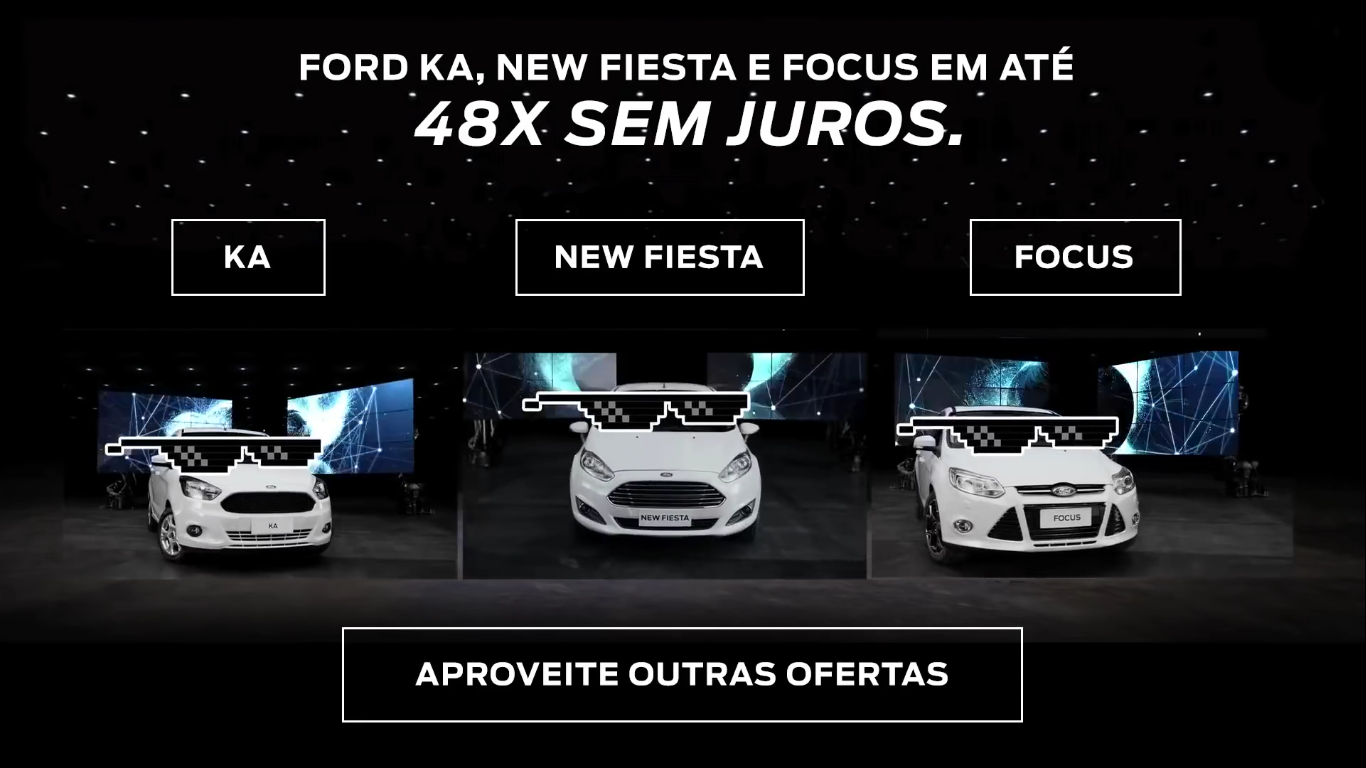 FORD KA, NEW FIESTA E FOCUS EM ATÉ
48X SEM JUROS.
KA
NEW FIESTA
FOCUS
KA
NEW FIESTA
FOCUS
APROVEITE OUTRAS OFERTAS